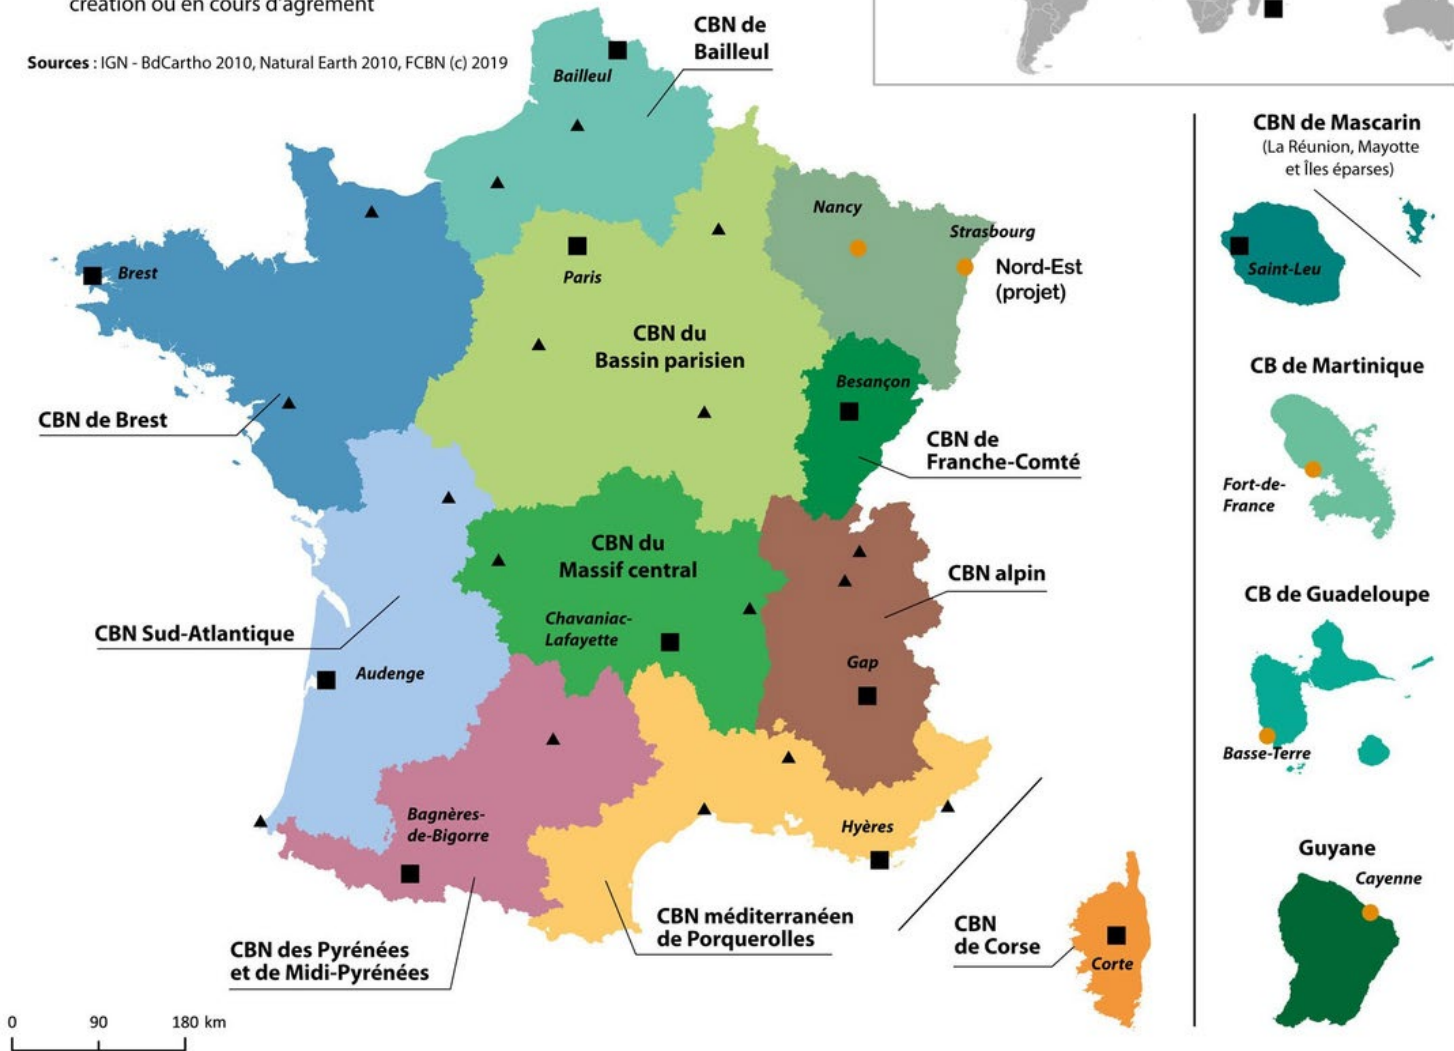 création ou en cours d'agrément
Sources : IGN - BdCartho 2010, Natural Earth 2010, FCBN (c) 2019
CBN de
Bailleul
Bailleul
CBN de Mascarin
(La Réunion, Mayotte
et Îles éparses)
Nancy
Strasbourg
Brest
Paris
Nord-Est
(projet)
Saint-Leu
CBN du
Bassin parisien
CB de Martinique
Besançon
CBN de Brest
CBN de
Franche-Comté
Fort-de-
France
CBN du
Massif central
CBN alpin
CB de Guadeloupe
Chavaniac-
Lafayette
CBN Sud-Atlantique
Audenge
Gap
Basse-Terre
Bagnères-
de-Bigorre
Hyères
Guyane
Cayenne
CBN méditerranéen
de Porquerolles
CBN
de Corse
CBN des Pyrénées
et de Midi-Pyrénées
Corte
0 90 180 km